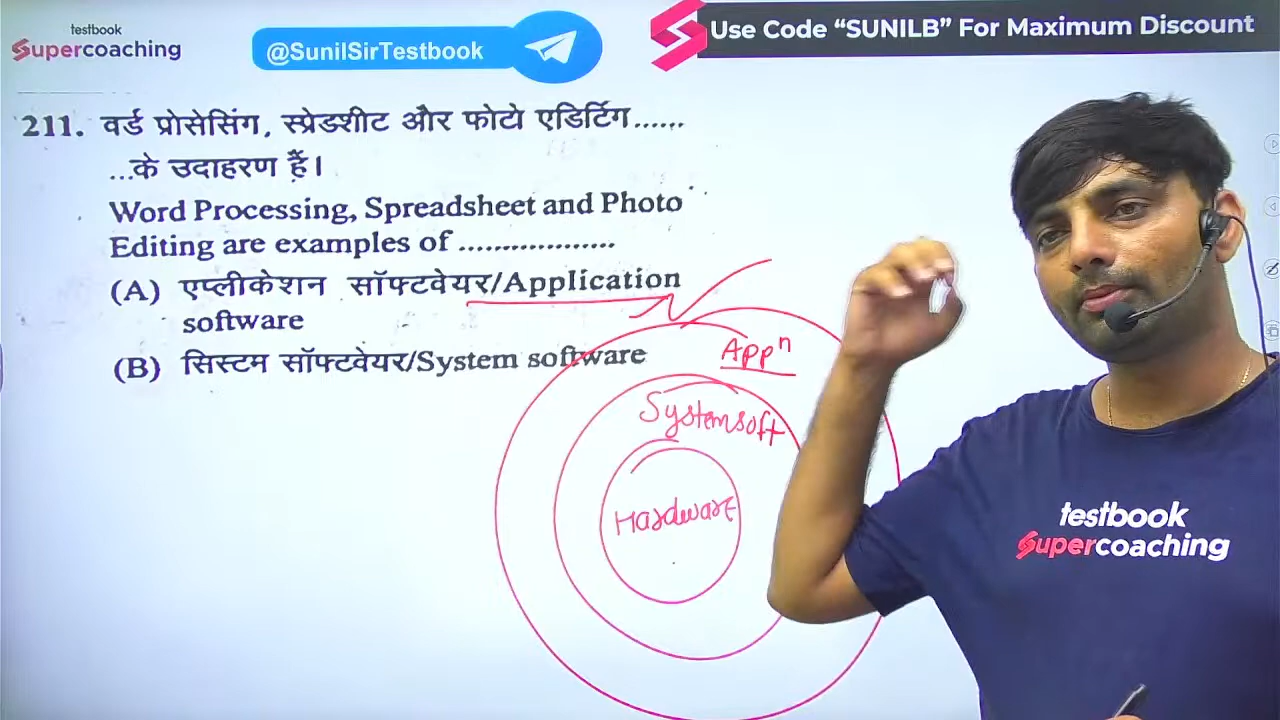 testbook
Supercoaching
@SunilSirTestbook
Use Code “SUNILB” For Maximum Discount
211. वर्ड प्रोसेसिंग, स्प्रेडशीट और फोटो एडिर्टिग......
...के उदाहरण हैं।
Word Processing, Spreadsheet and Photo
Editing are examples of ..................
(A) एप्लीकेशन सॉफ्टवेयर/Application
software
(B) सिस्टम सॉफ्टवेयर/System software
Appn
System soft
Hardware
testbook
Supercoaching